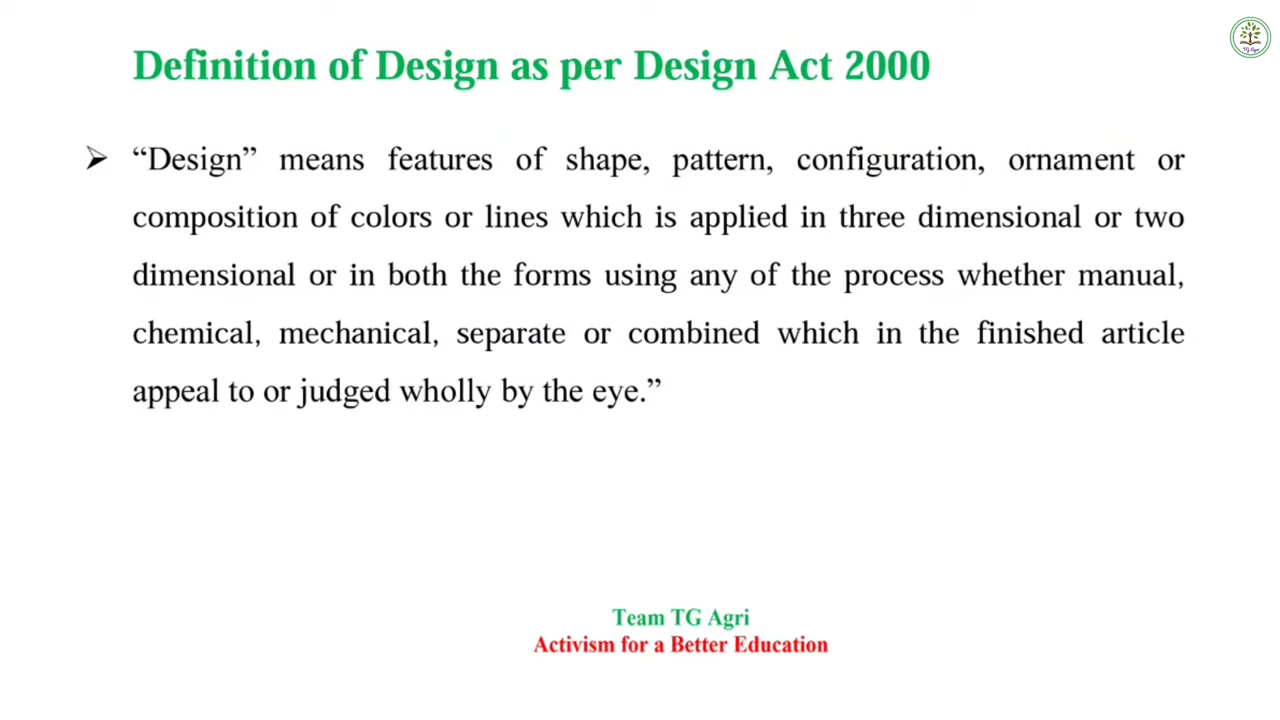 TG Agri
Definition of Design as per Design Act 2000
➢ “Design” means features of shape, pattern, configuration, ornament or
composition of colors or lines which is applied in three dimensional or two
dimensional or in both the forms using any of the process whether manual,
chemical, mechanical, separate or combined which in the finished article
appeal to or judged wholly by the eye.”
Team TG Agri
Activism for a Better Education